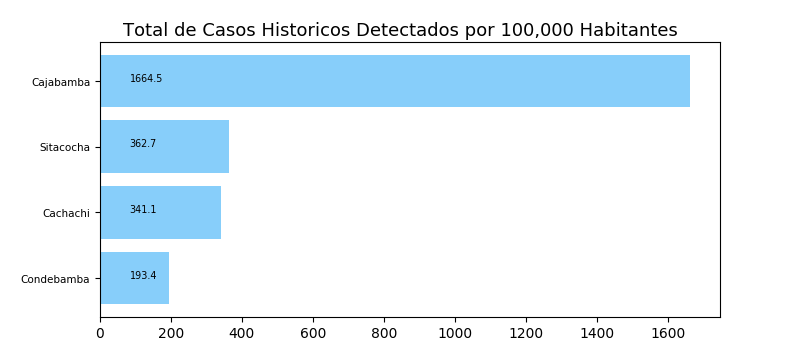 Total de Casos Historicos Detectados por 100,000 Habitantes
Cajabamba 1664.5
Sitacocha 362.7
Cachachi 341.1
Condebamba 193.4
0 200 400 600 800 1000 1200 1400 1600